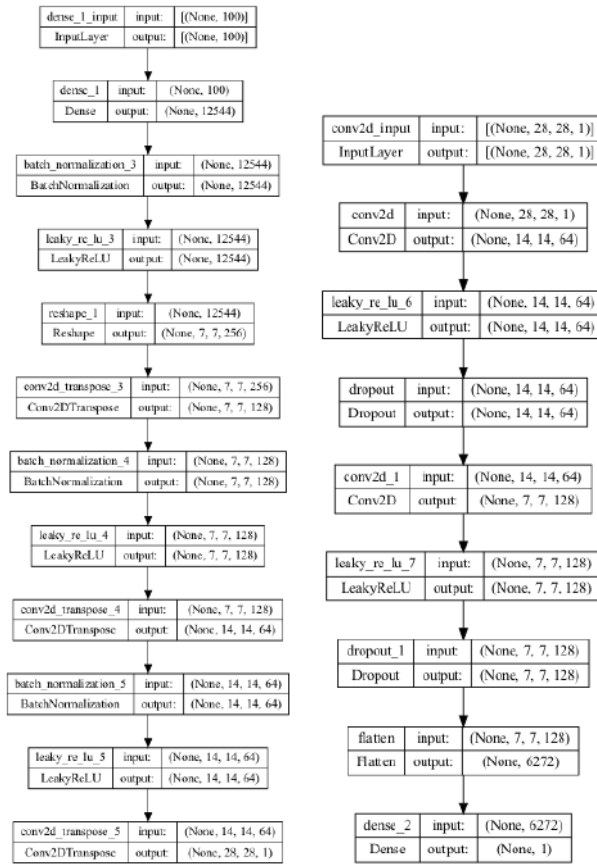 dense_1_input input: [(None, 100)]
InputLayer output: [(None, 100)]
dense_1 input: (None, 100)
Dense output: (None, 12544)
batch_normalization_3 input: (None, 12544)
BatchNormalization output: (None, 12544)
leaky_re_lu_3 input: (None, 12544)
LeakyReLU output: (None, 12544)
reshape_1 input: (None, 12544)
Reshape output: (None, 7, 7, 256)
conv2d_transpose_3 input: (None, 7, 7, 256)
Conv2DTranspose output: (None, 7, 7, 128)
batch_normalization_4 input: (None, 7, 7, 128)
BatchNormalization output: (None, 7, 7, 128)
leaky_re_lu_4 input: (None, 7, 7, 128)
LeakyReLU output: (None, 7, 7, 128)
conv2d_transpose_4 input: (None, 7, 7, 128)
Conv2DTranspose output: (None, 14, 14, 64)
batch_normalization_5 input: (None, 14, 14, 64)
BatchNormalization output: (None, 14, 14, 64)
leaky_re_lu_5 input: (None, 14, 14, 64)
LeakyReLU output: (None, 14, 14, 64)
conv2d_transpose_5 input: (None, 14, 14, 64)
Conv2DTranspose output: (None, 28, 28, 1)
conv2d_input input: [(None, 28, 28, 1)]
InputLayer output: [(None, 28, 28, 1)]
conv2d input: (None, 28, 28, 1)
Conv2D output: (None, 14, 14, 64)
leaky_re_lu_6 input: (None, 14, 14, 64)
LeakyReLU output: (None, 14, 14, 64)
dropout input: (None, 14, 14, 64)
Dropout output: (None, 14, 14, 64)
conv2d_1 input: (None, 14, 14, 64)
Conv2D output: (None, 7, 7, 128)
leaky_re_lu_7 input: (None, 7, 7, 128)
LeakyReLU output: (None, 7, 7, 128)
dropout_1 input: (None, 7, 7, 128)
Dropout output: (None, 7, 7, 128)
flatten input: (None, 7, 7, 128)
Flatten output: (None, 6272)
dense_2 input: (None, 6272)
Dense output: (None, 1)